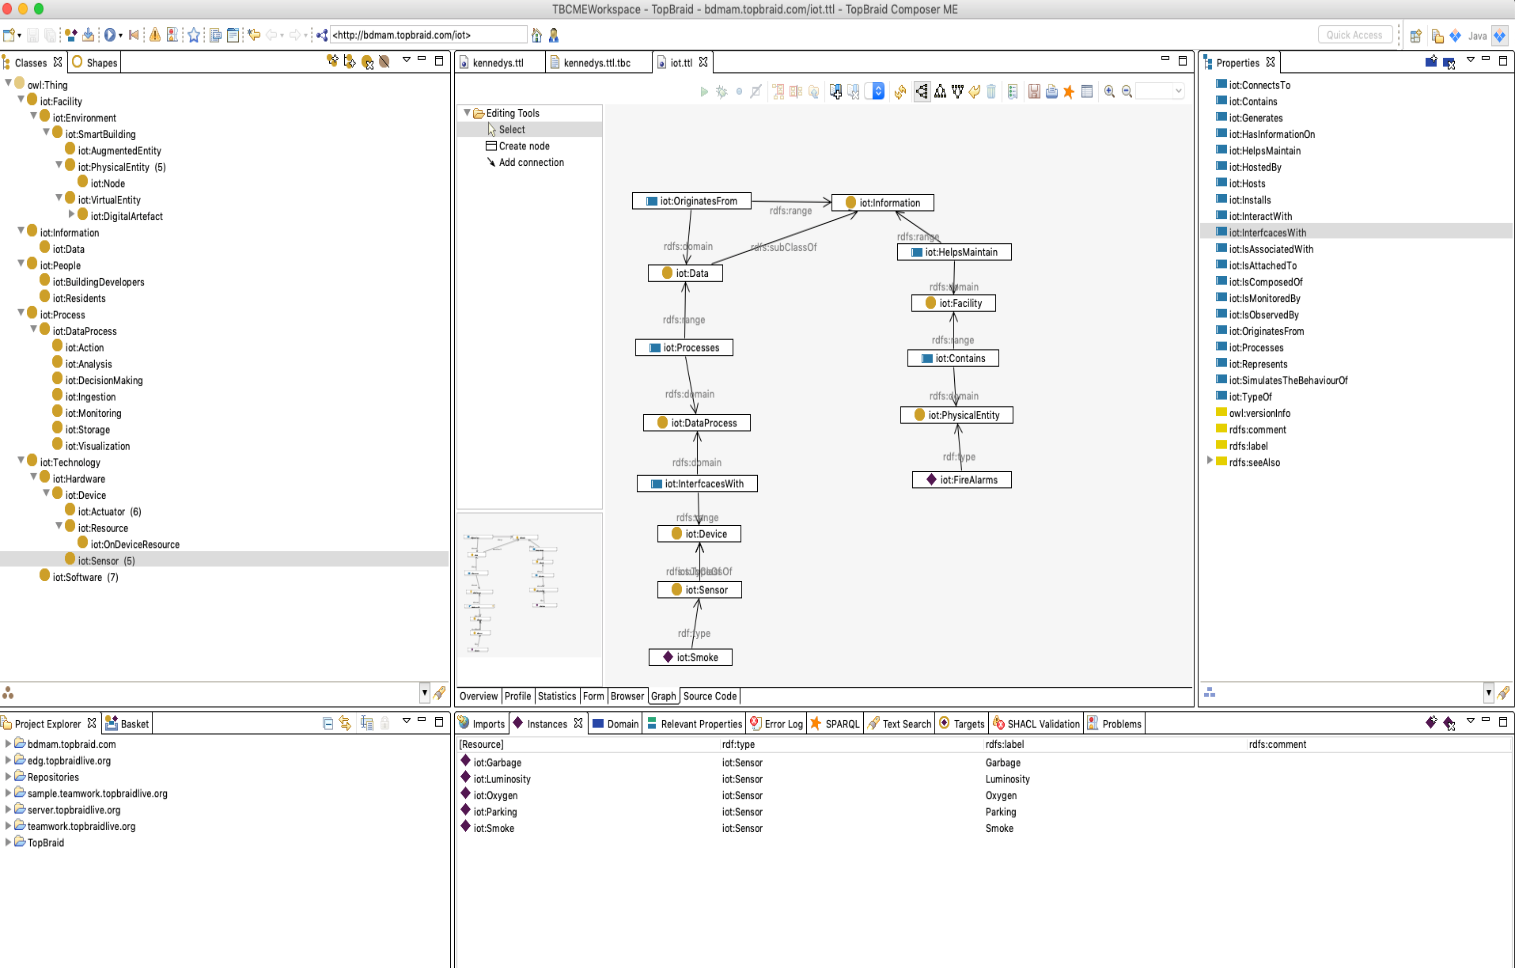 TBCMEWorkspace - TopBraid - bdmam.topbraid.com/iot.ttl - TopBraid Composer ME
<http://bdmam.topbraid.com/iot>
Quick Access
Java
Classes
Shapes
owl:Thing
iot:Facility
iot:Environment
iot:SmartBuilding
iot:AugmentedEntity
iot:PhysicalEntity (5)
iot:Node
iot:VirtualEntity
iot:DigitalArtefact
iot:Information
iot:Data
iot:People
iot:BuildingDevelopers
iot:Residents
iot:Process
iot:DataProcess
iot:Action
iot:Analysis
iot:DecisionMaking
iot:Ingestion
iot:Monitoring
iot:Storage
iot:Visualization
iot:Technology
iot:Hardware
iot:Device
iot:Actuator (6)
iot:Resource
iot:OnDeviceResource
iot:Sensor (5)
iot:Software (7)
kennedys.ttl
kennedys.ttl.tbc
iot.ttl
Editing Tools
Select
Create node
Add connection
iot:OriginatesFrom
rdfs:range
iot:Information
rdfs:domain
rdfs:subClassOf
rdfs:range
iot:HelpsMaintain
iot:Data
rdfs:domain
iot:Facility
rdfs:range
rdfs:range
iot:Processes
iot:Contains
rdfs:domain
rdfs:domain
iot:DataProcess
iot:PhysicalEntity
rdfs:domain
rdf:type
iot:InterfcacesWith
iot:FireAlarms
rdfs:range
iot:Device
iot:Sensor
rdf:type
iot:Smoke
Overview
Profile
Statistics
Form
Browser
Graph
Source Code
Properties
iot:ConnectsTo
iot:Contains
iot:Generates
iot:HasInformationOn
iot:HelpsMaintain
iot:HostedBy
iot:Hosts
iot:Installs
iot:InteractWith
iot:InterfcacesWith
iot:IsAssociatedWith
iot:IsAttachedTo
iot:IsComposedOf
iot:IsMonitoredBy
iot:IsObservedBy
iot:OriginatesFrom
iot:Processes
iot:Represents
iot:SimulatesTheBehaviourOf
iot:TypeOf
owl:versionInfo
rdfs:comment
rdfs:label
rdfs:seeAlso
Project Explorer
Basket
bdmam.topbraid.com
edg.topbraidlive.org
Repositories
sample.teamwork.topbraidlive.org
server.topbraidlive.org
teamwork.topbraidlive.org
TopBraid
Imports
Instances
Domain
Relevant Properties
Error Log
SPARQL
Text Search
Targets
SHACL Validation
Problems
[Resource] rdf:type rdfs:label rdfs:comment
iot:Garbage iot:Sensor Garbage
iot:Luminosity iot:Sensor Luminosity
iot:Oxygen iot:Sensor Oxygen
iot:Parking iot:Sensor Parking
iot:Smoke iot:Sensor Smoke